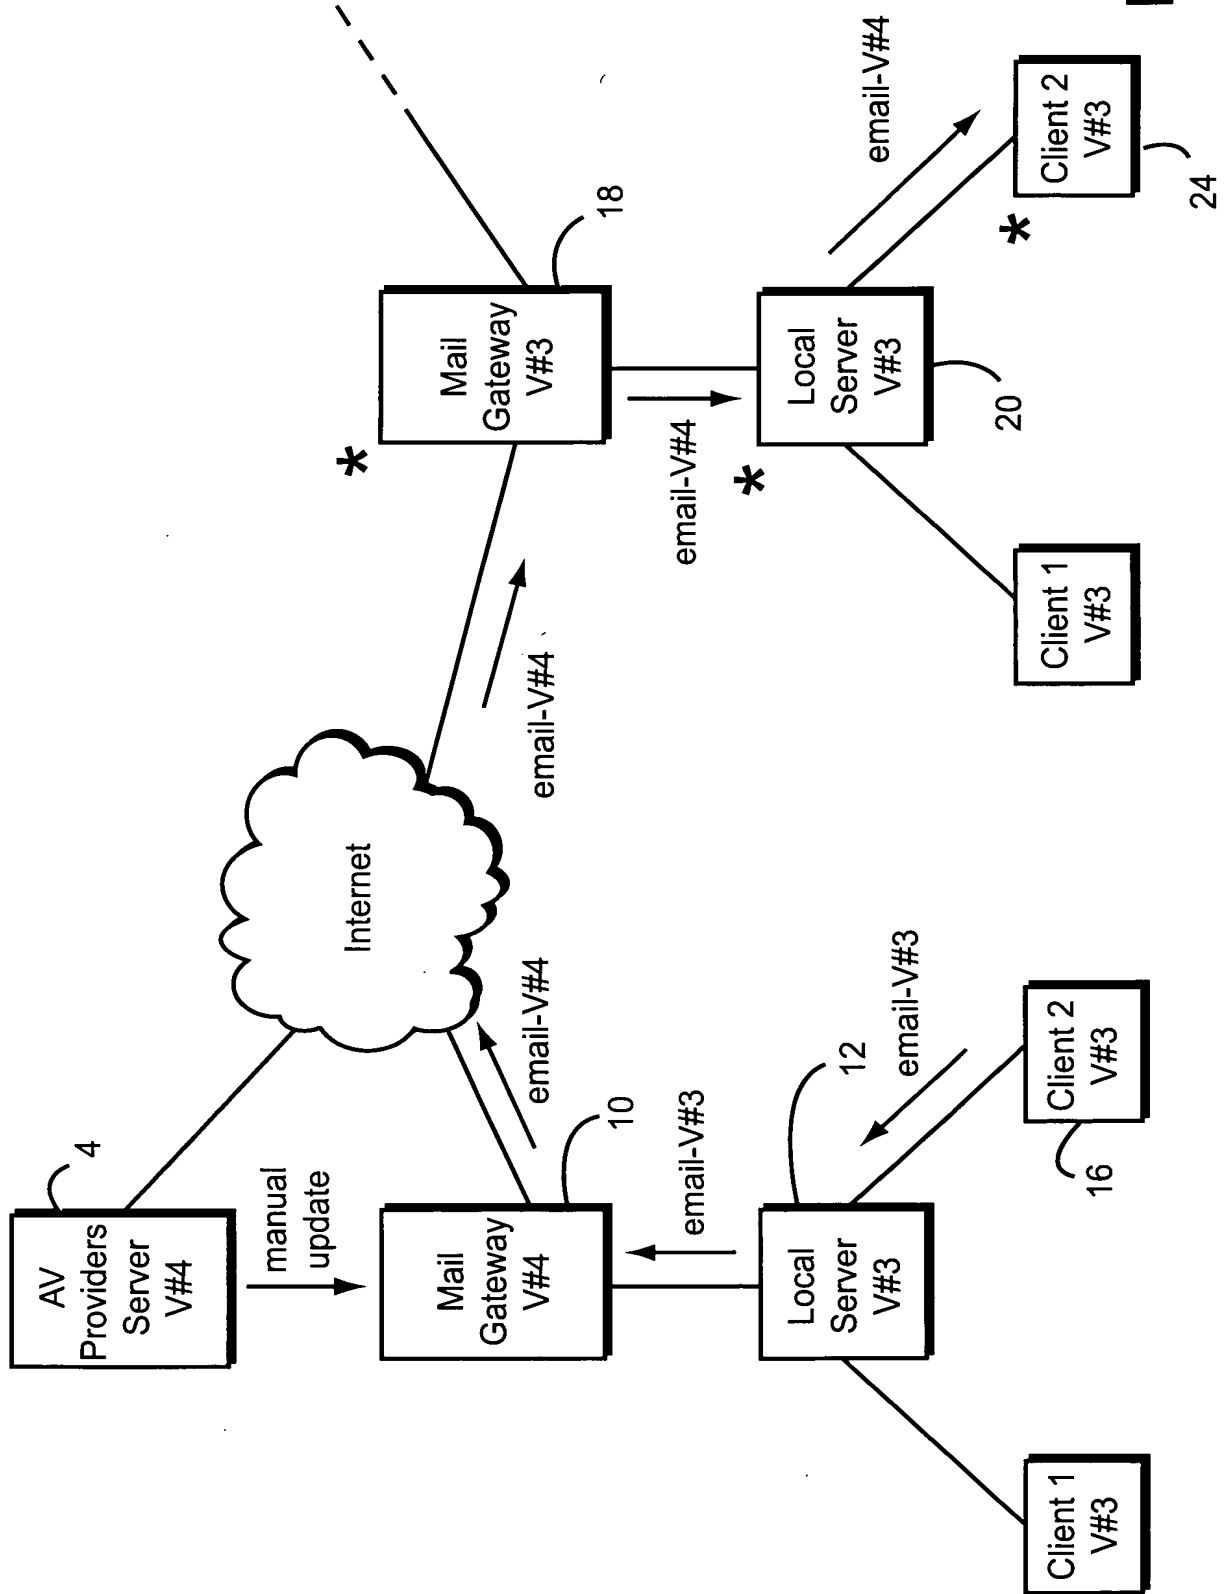 AV
Providers
Server
V#4
4
manual
update
Mail
Gateway
V#4
10
email-V#4
Internet
email-V#4
Mail
Gateway
V#3
18
*
email-V#3
email-V#4
Local
Server
V#3
12
Local
Server
V#3
20
*
email-V#3
email-V#4
Client 1
V#3
Client 2
V#3
16
Client 1
V#3
Client 2
V#3
24
*